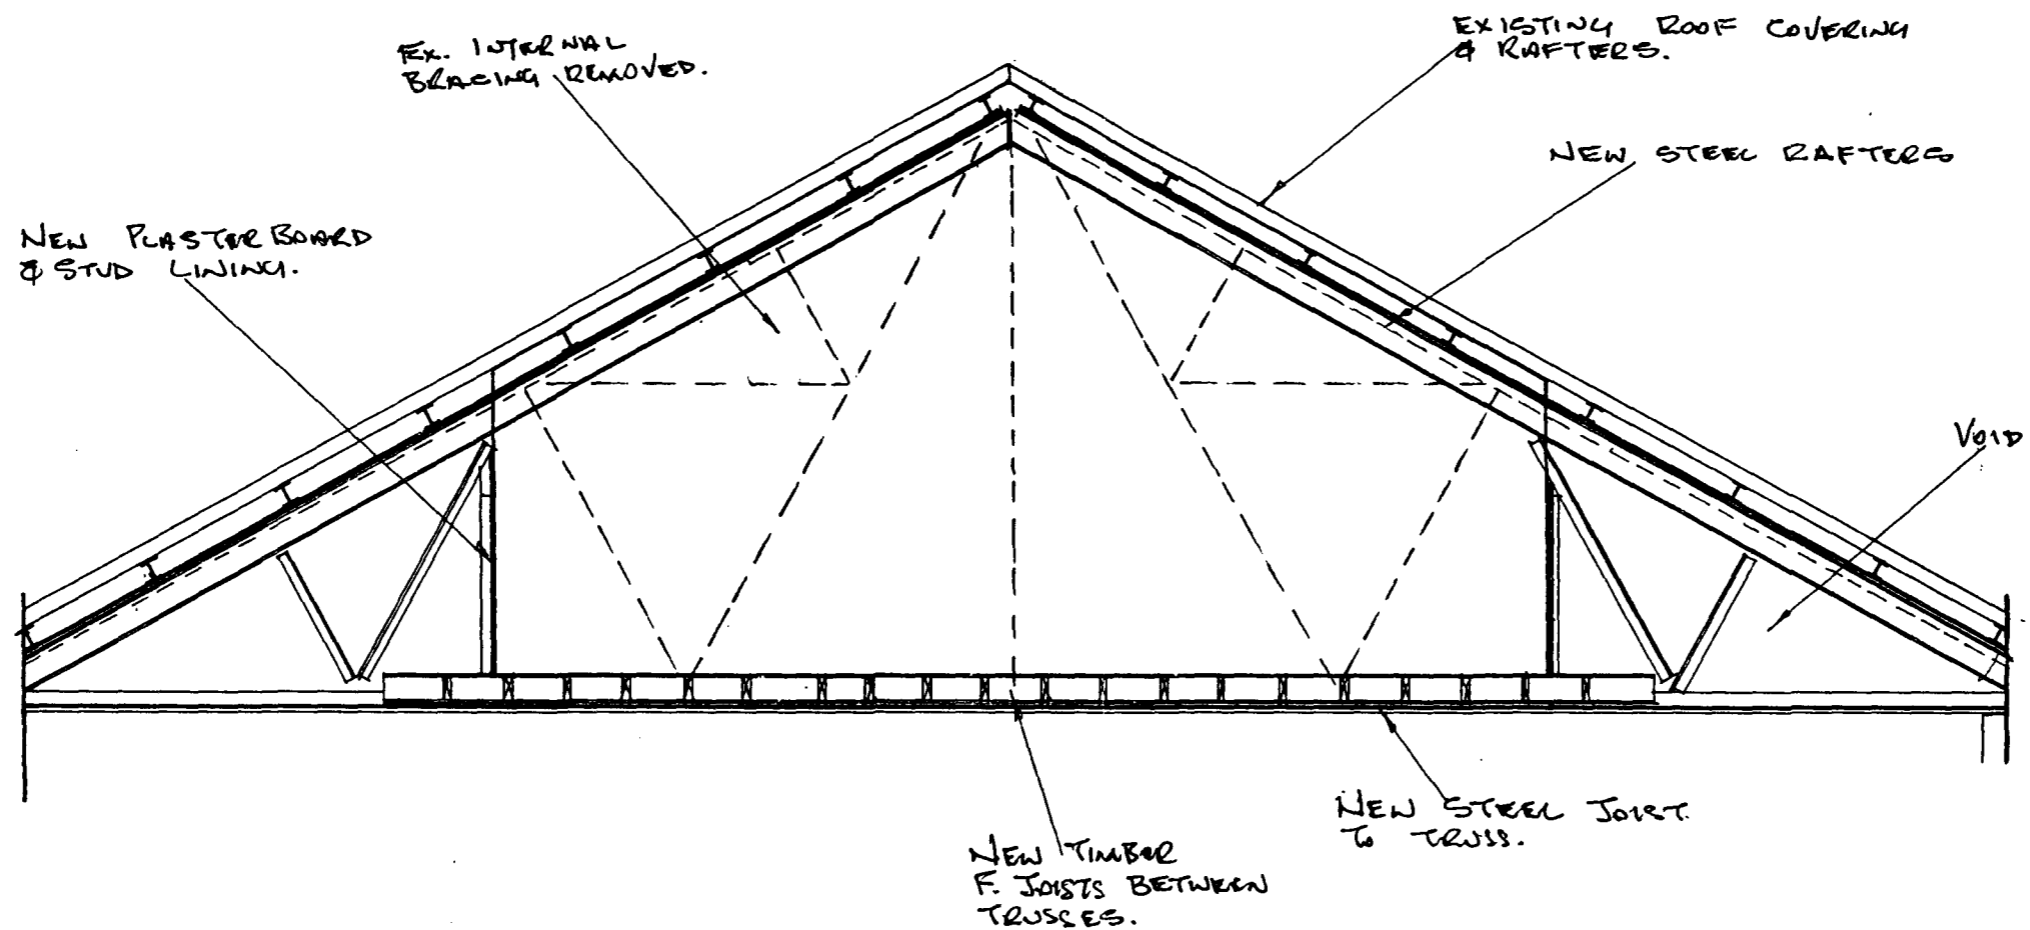 EX. INTERNAL
BRACING REMOVED.
EXISTING ROOF COVERING
& RAFTERS.
NEW STEEL RAFTERS
NEW PLASTERBOARD
& STUD LINING.
VOID
NEW STEEL JOIST
TO TRUSS.
NEW TIMBER
F. JOISTS BETWEEN
TRUSSES.